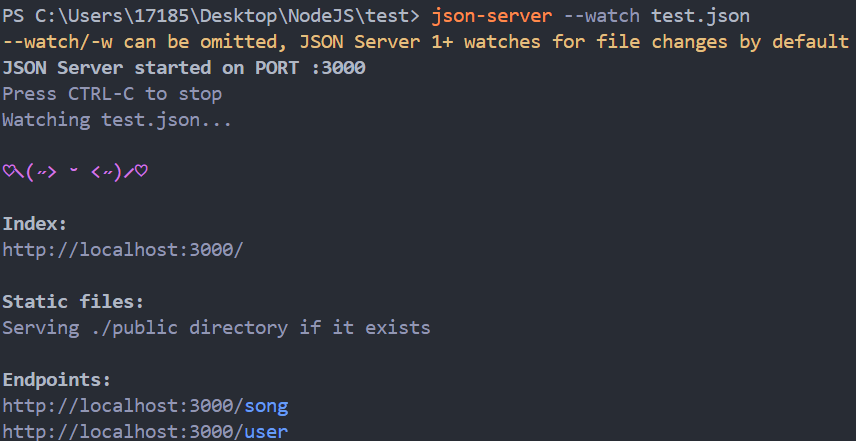 PS C:\Users\17185\Desktop\NodeJS\test> json-server --watch test.json
--watch/-w can be omitted, JSON Server 1+ watches for file changes by default
JSON Server started on PORT :3000
Press CTRL-C to stop
Watching test.json...
♡⸜(˶˃ ᵕ ˂˶)⸝♡
Index:
http://localhost:3000/
Static files:
Serving ./public directory if it exists
Endpoints:
http://localhost:3000/song
http://localhost:3000/user